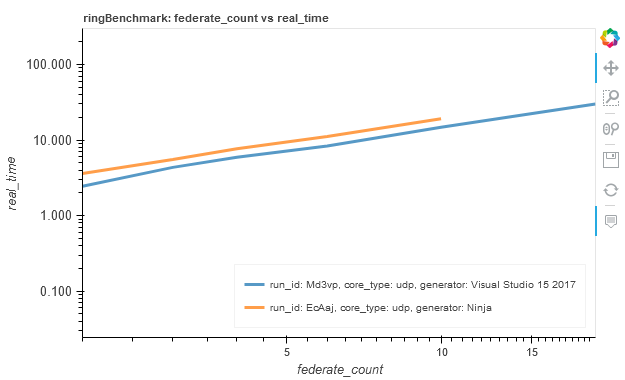 ringBenchmark: federate_count vs real_time
100.000
10.000
1.000
0.100
real_time
5
10
15
federate_count
run_id: Md3vp, core_type: udp, generator: Visual Studio 15 2017
run_id: EcAaj, core_type: udp, generator: Ninja